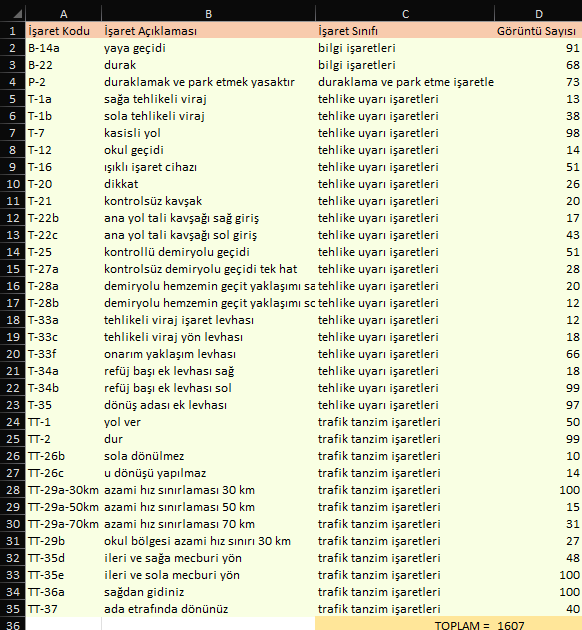 A B C D
1 İşaret Kodu İşaret Açıklaması İşaret Sınıfı Görüntü Sayısı
2 B-14a yaya geçidi bilgi işaretleri 91
3 B-22 durak bilgi işaretleri 68
4 P-2 duraklamak ve park etmek yasaktır duraklama ve park etme işaretle 73
5 T-1a sağa tehlikeli viraj tehlike uyarı işaretleri 13
6 T-1b sola tehlikeli viraj tehlike uyarı işaretleri 38
7 T-7 kasisli yol tehlike uyarı işaretleri 98
8 T-12 okul geçidi tehlike uyarı işaretleri 14
9 T-16 ışıklı işaret cihazı tehlike uyarı işaretleri 51
10 T-20 dikkat tehlike uyarı işaretleri 26
11 T-21 kontrolsüz kavşak tehlike uyarı işaretleri 20
12 T-22b ana yol tali kavşağı sağ giriş tehlike uyarı işaretleri 17
13 T-22c ana yol tali kavşağı sol giriş tehlike uyarı işaretleri 43
14 T-25 kontrollü demiryolu geçidi tehlike uyarı işaretleri 51
15 T-27a kontrolsüz demiryolu geçidi tek hat tehlike uyarı işaretleri 28
16 T-28a demiryolu hemzemin geçit yaklaşımı sa tehlike uyarı işaretleri 20
17 T-28b demiryolu hemzemin geçit yaklaşımı so tehlike uyarı işaretleri 12
18 T-33a tehlikeli viraj işaret levhası tehlike uyarı işaretleri 12
19 T-33c tehlikeli viraj yön levhası tehlike uyarı işaretleri 18
20 T-33f onarım yaklaşım levhası tehlike uyarı işaretleri 66
21 T-34a refüj başı ek levhası sağ tehlike uyarı işaretleri 18
22 T-34b refüj başı ek levhası sol tehlike uyarı işaretleri 99
23 T-35 dönüş adası ek levhası tehlike uyarı işaretleri 97
24 TT-1 yol ver trafik tanzim işaretleri 50
25 TT-2 dur trafik tanzim işaretleri 99
26 TT-26b sola dönülmez trafik tanzim işaretleri 10
27 TT-26c u dönüşü yapılmaz trafik tanzim işaretleri 14
28 TT-29a-30km azami hız sınırlaması 30 km trafik tanzim işaretleri 100
29 TT-29a-50km azami hız sınırlaması 50 km trafik tanzim işaretleri 15
30 TT-29a-70km azami hız sınırlaması 70 km trafik tanzim işaretleri 31
31 TT-29b okul bölgesi azami hız sınırı 30 km trafik tanzim işaretleri 27
32 TT-35d ileri ve sağa mecburi yön trafik tanzim işaretleri 48
33 TT-35e ileri ve sola mecburi yön trafik tanzim işaretleri 100
34 TT-36a sağdan gidiniz trafik tanzim işaretleri 100
35 TT-37 ada etrafında dönünüz trafik tanzim işaretleri 40
36 TOPLAM = 1607